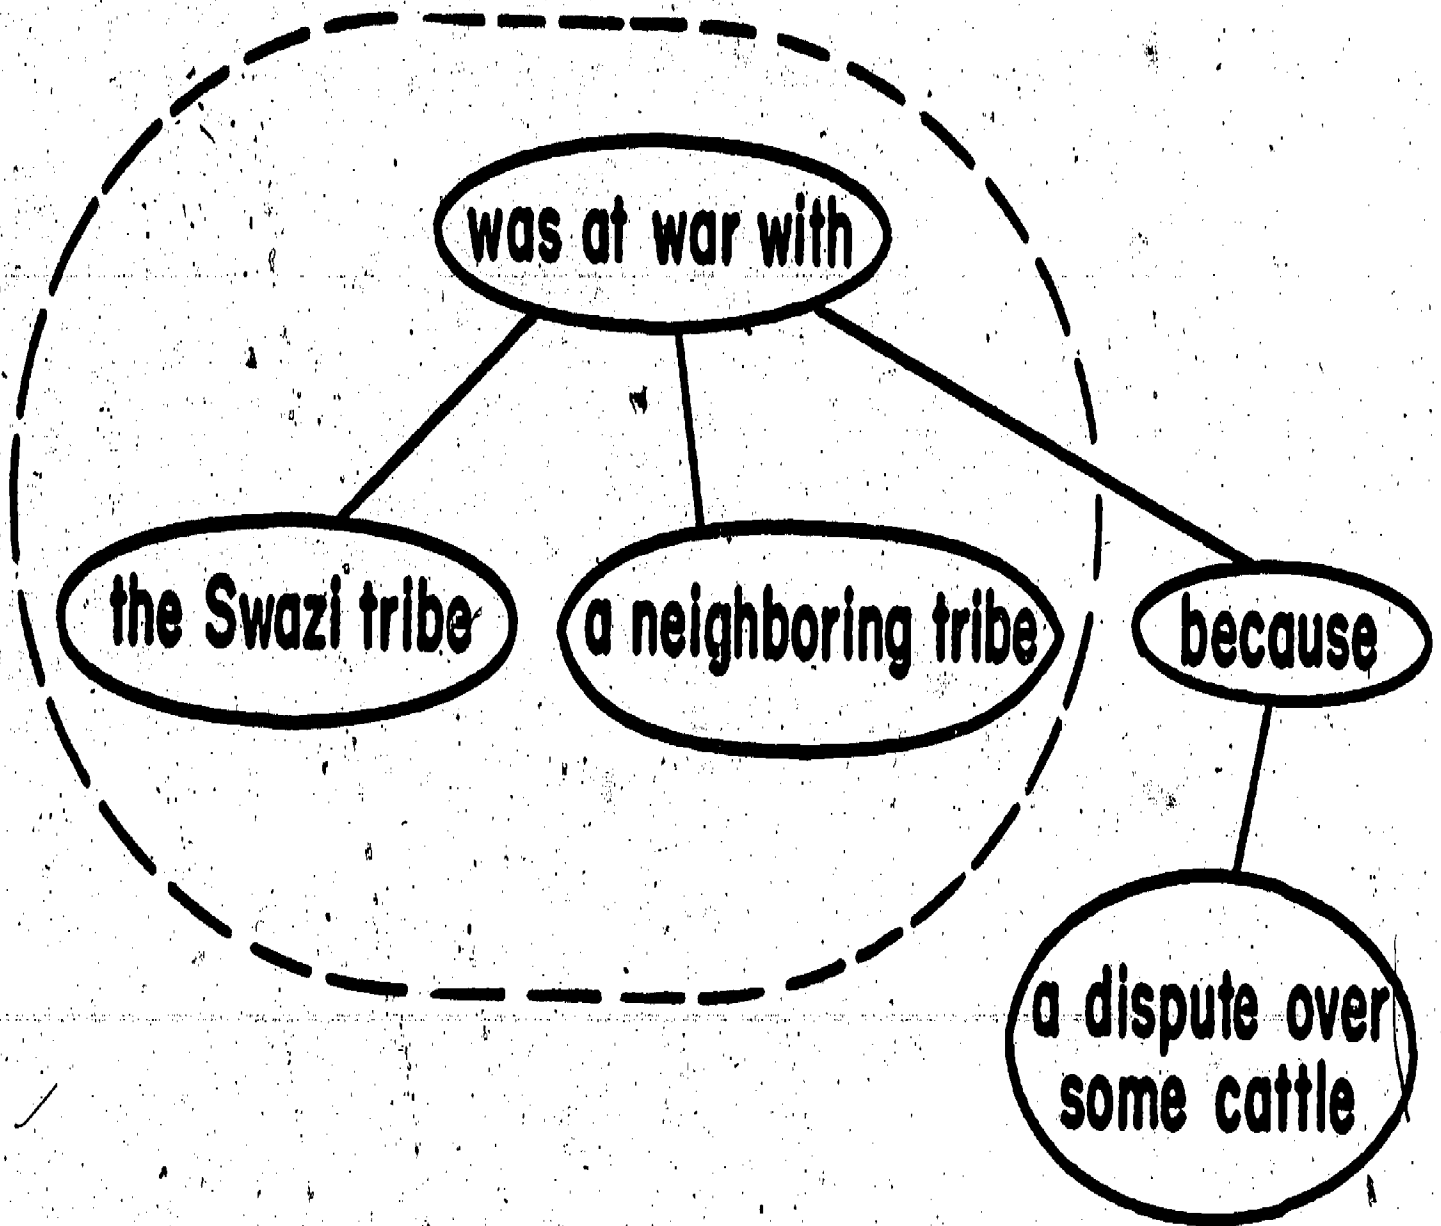 was at war with
the Swazi tribe
a neighboring tribe
because
a dispute over
some cattle